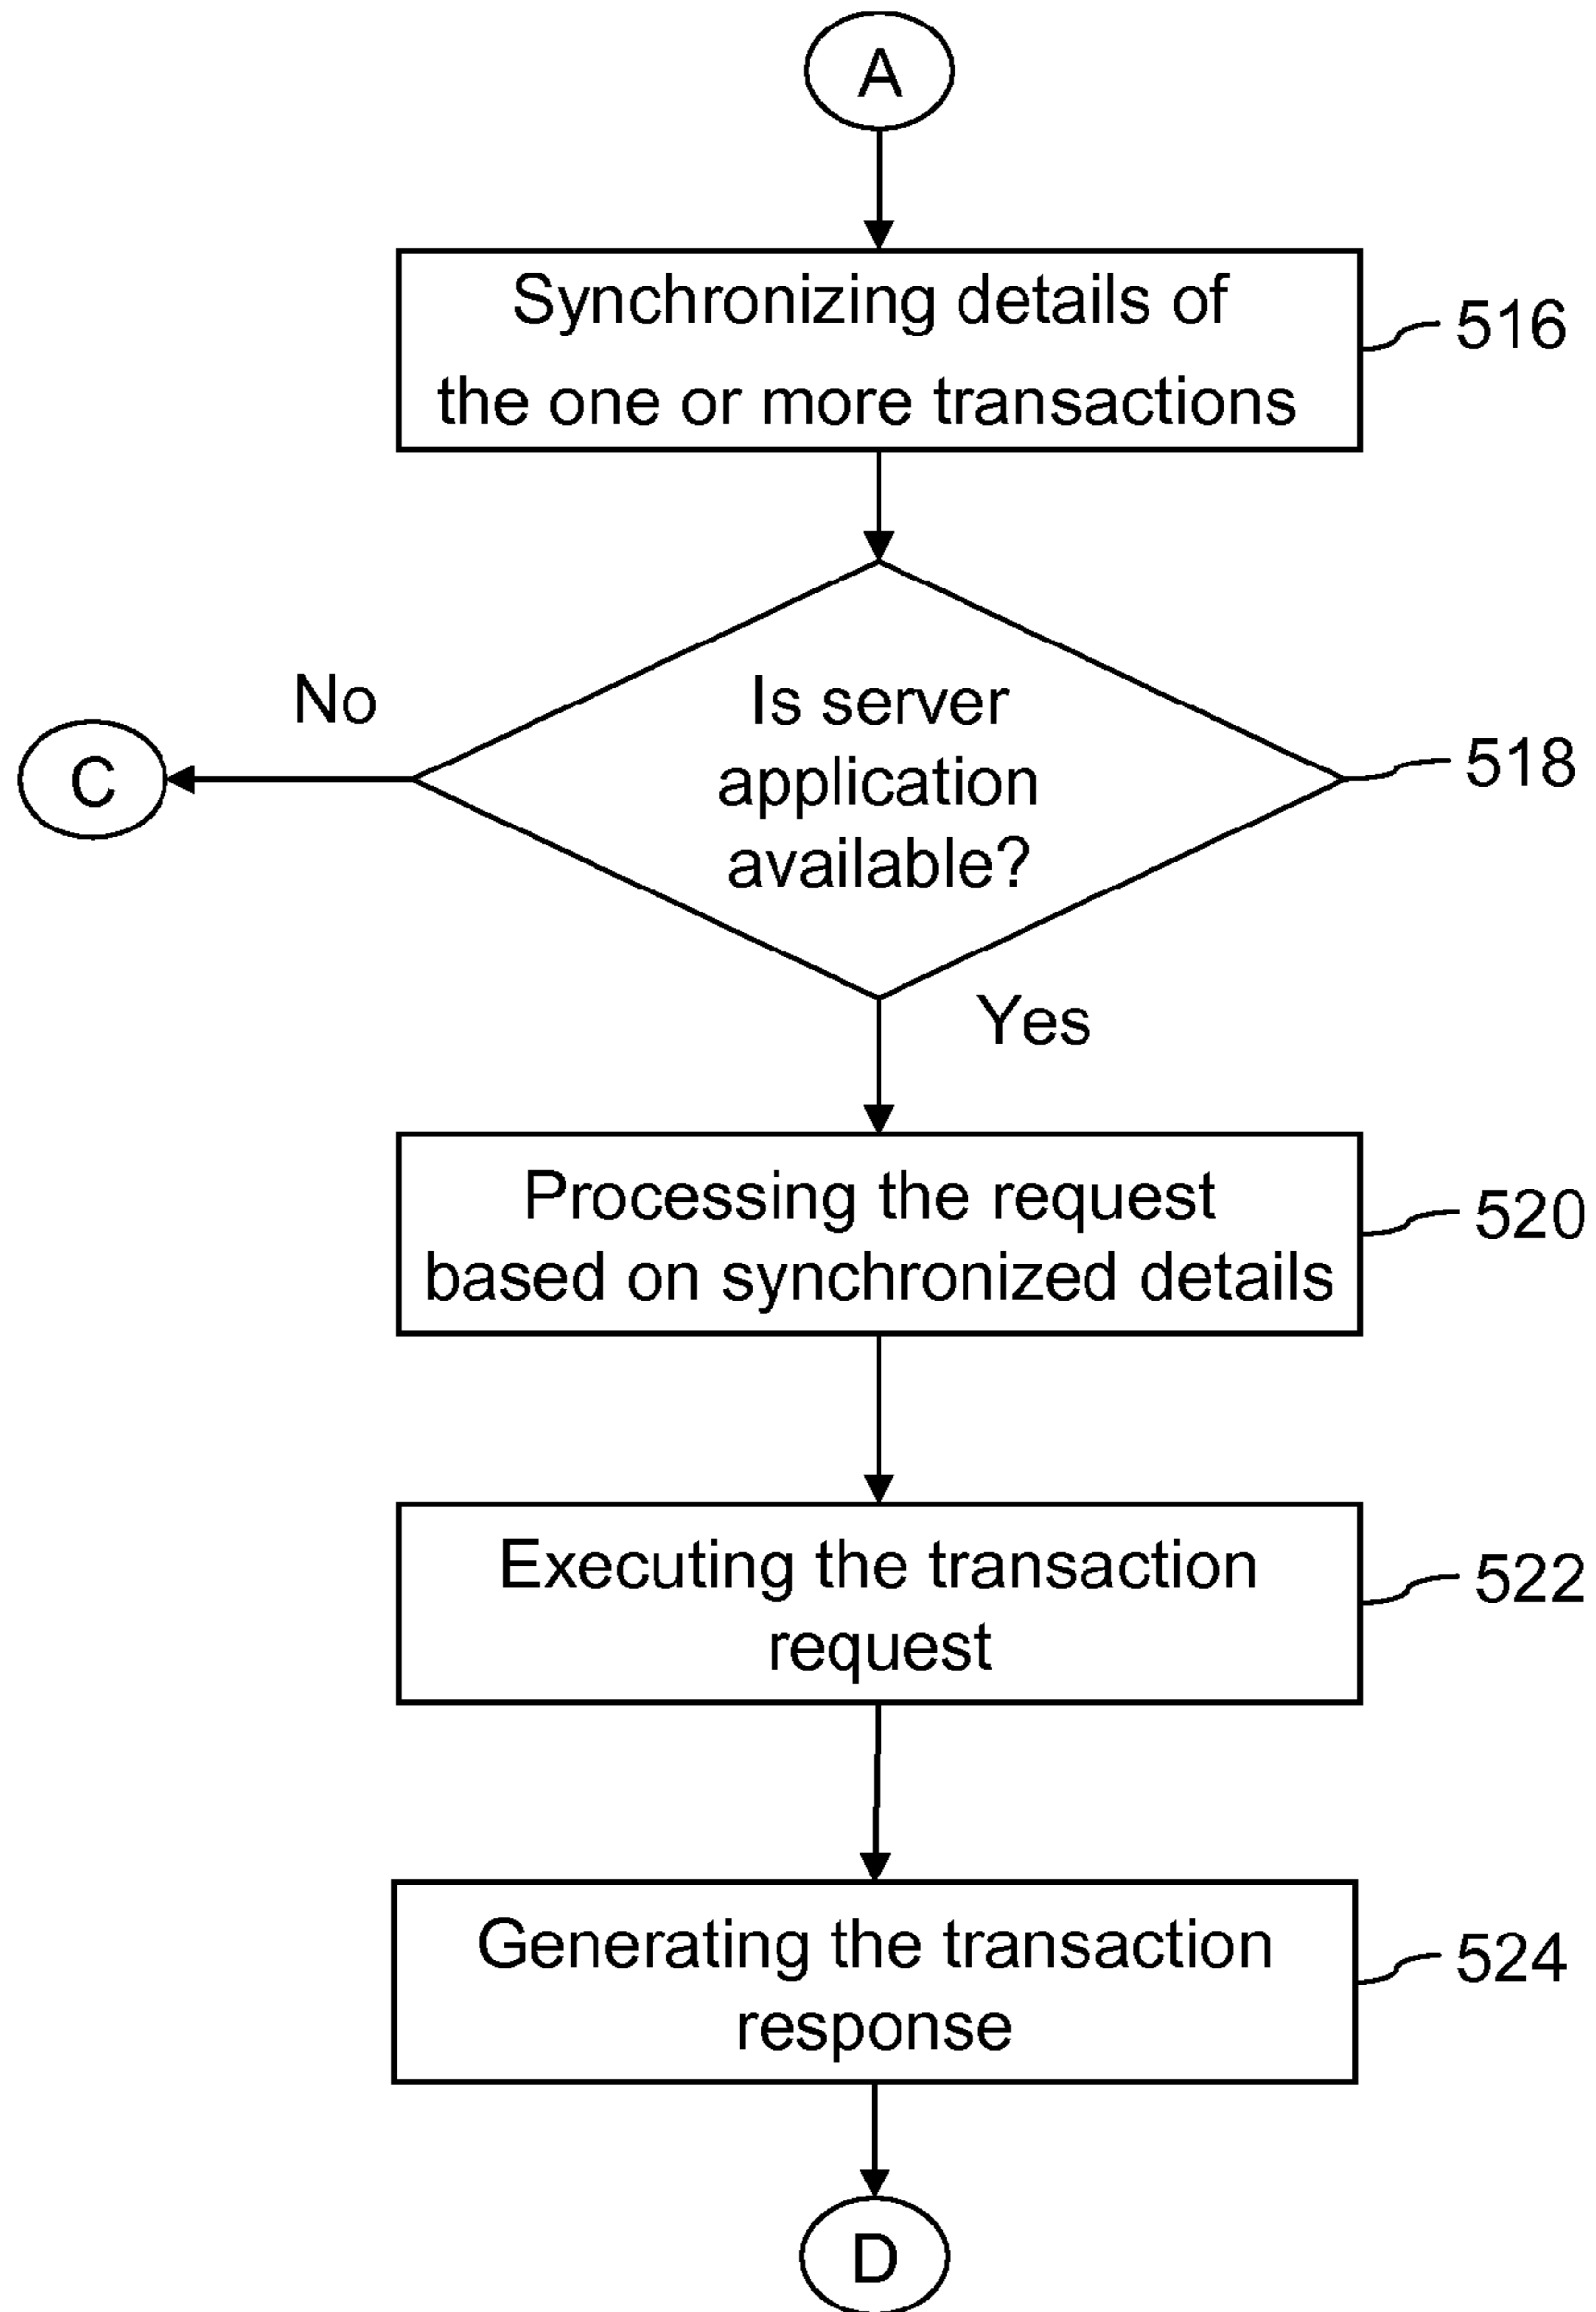 A
Synchronizing details of
the one or more transactions
516
Is server
application
available?
No
C
518
Yes
Processing the request
based on synchronized details
520
Executing the transaction
request
522
Generating the transaction
response
524
D